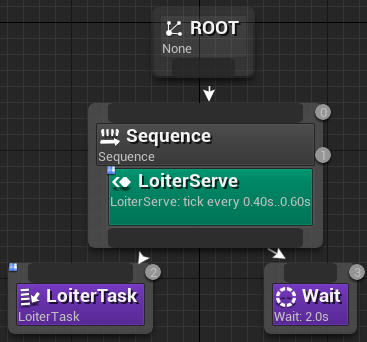 ROOT
None
0
Sequence
Sequence
1
LoiterServe
LoiterServe: tick every 0.40s..0.60s
2
LoiterTask
LoiterTask
3
Wait
Wait: 2.0s